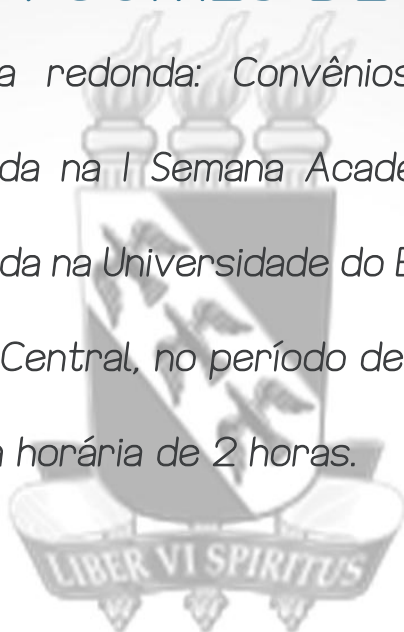 a redonda: Convênios
da na I Semana Acade
da na Universidade do E
Central, no período de
a horária de 2 horas.
LIBER VI SPIRITUS